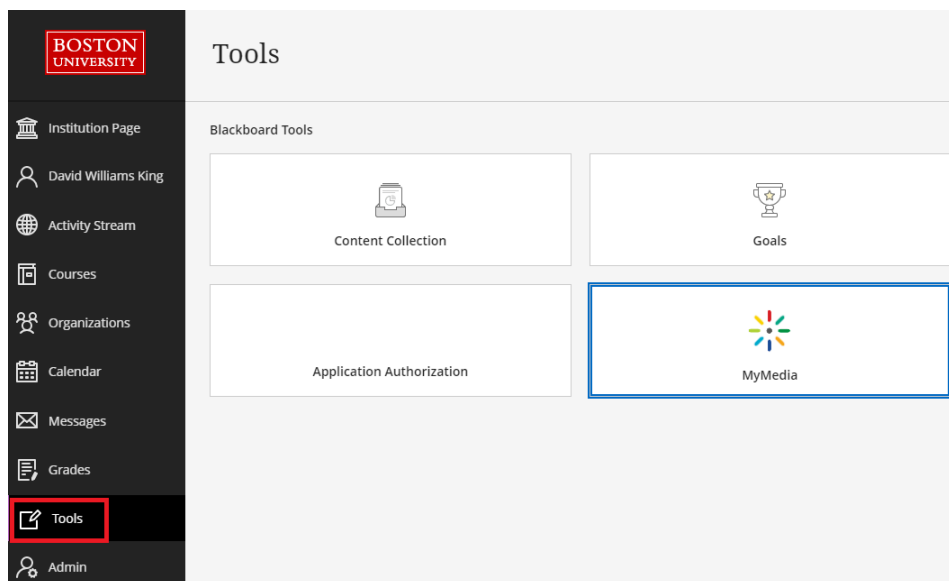 BOSTON
UNIVERSITY
Tools
Institution Page
David Williams King
Activity Stream
Courses
Organizations
Calendar
Messages
Grades
Tools
Admin
Blackboard Tools
Content Collection
Goals
Application Authorization
MyMedia